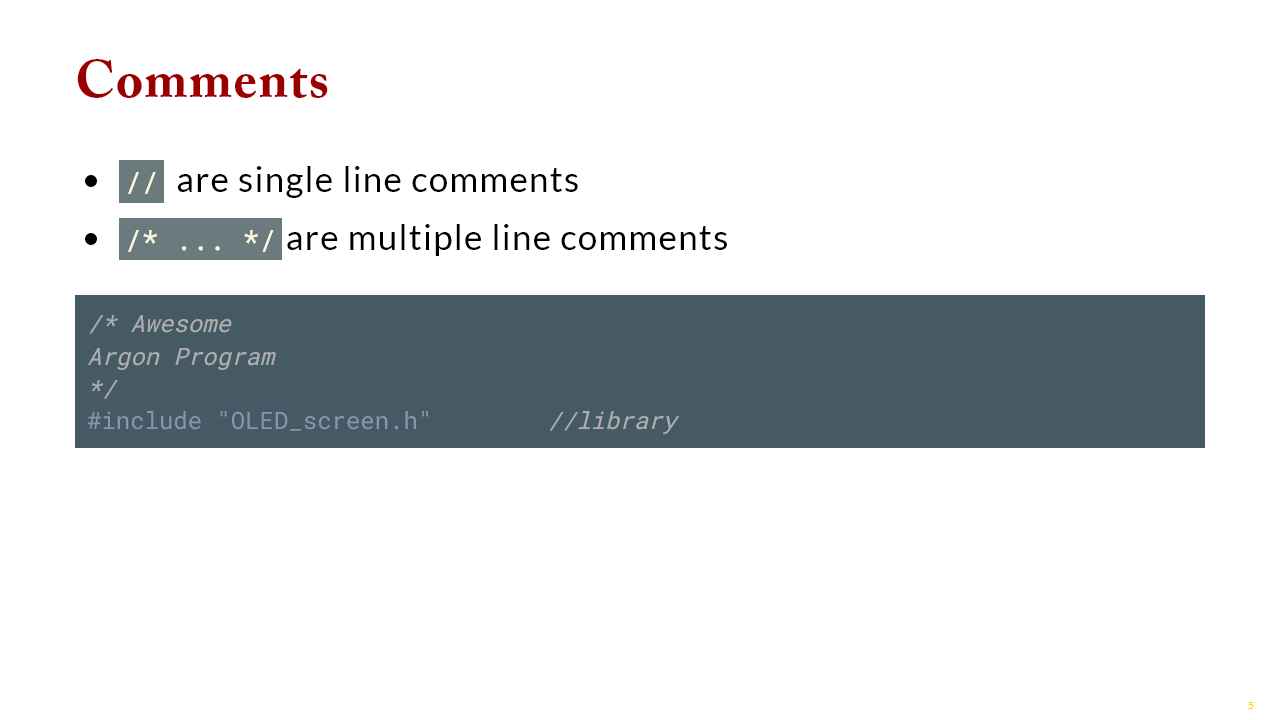 Comments
// are single line comments
/* ... */ are multiple line comments
/* Awesome
Argon Program
*/
#include "OLED_screen.h" //library
5